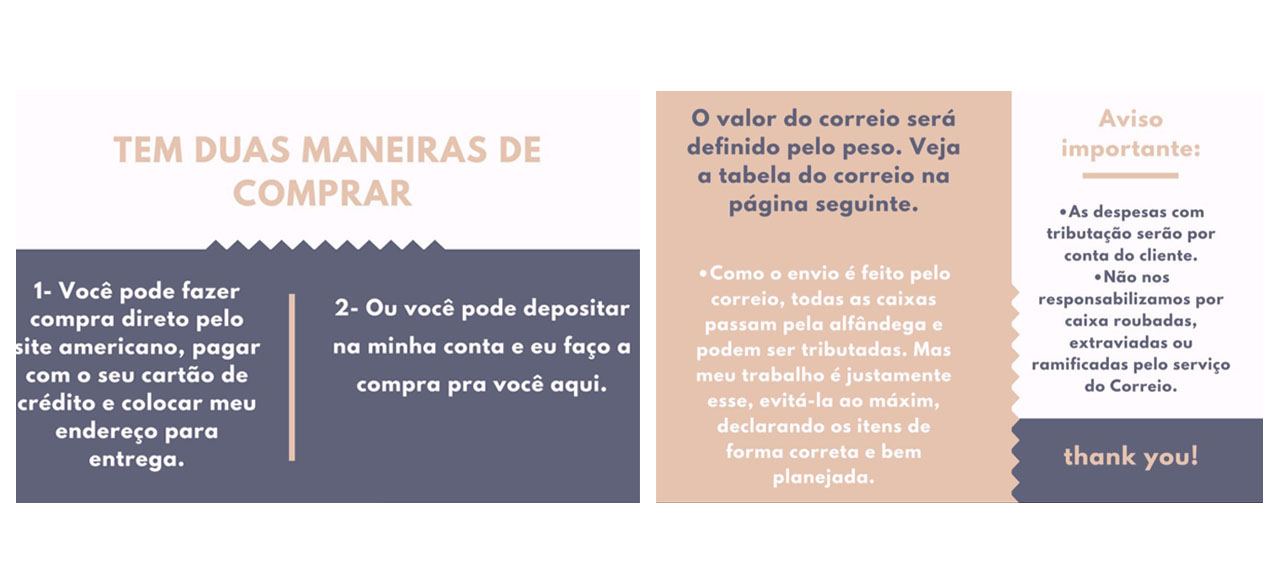 TEM DUAS MANEIRAS DE
COMPRAR
1- Você pode fazer
compra direto pelo
site americano, pagar
com o seu cartão de
crédito e colocar meu
endereço para
entrega.
2- Ou você pode depositar
na minha conta e eu faço a
compra pra você aqui.
O valor do correio será
definido pelo peso. Veja
a tabela do correio na
página seguinte.
•Como o envio é feito pelo
correio, todas as caixas
passam pela alfândega e
podem ser tributadas. Mas
meu trabalho é justamente
esse, evitá-la ao máxim,
declarando os itens de
forma correta e bem
planejada.
Aviso
importante:
•As despesas com
tributação serão por
conta do cliente.
•Não nos
responsabilizamos por
caixa roubadas,
extraviadas ou
ramificadas pelo serviço
do Correio.
thank you!